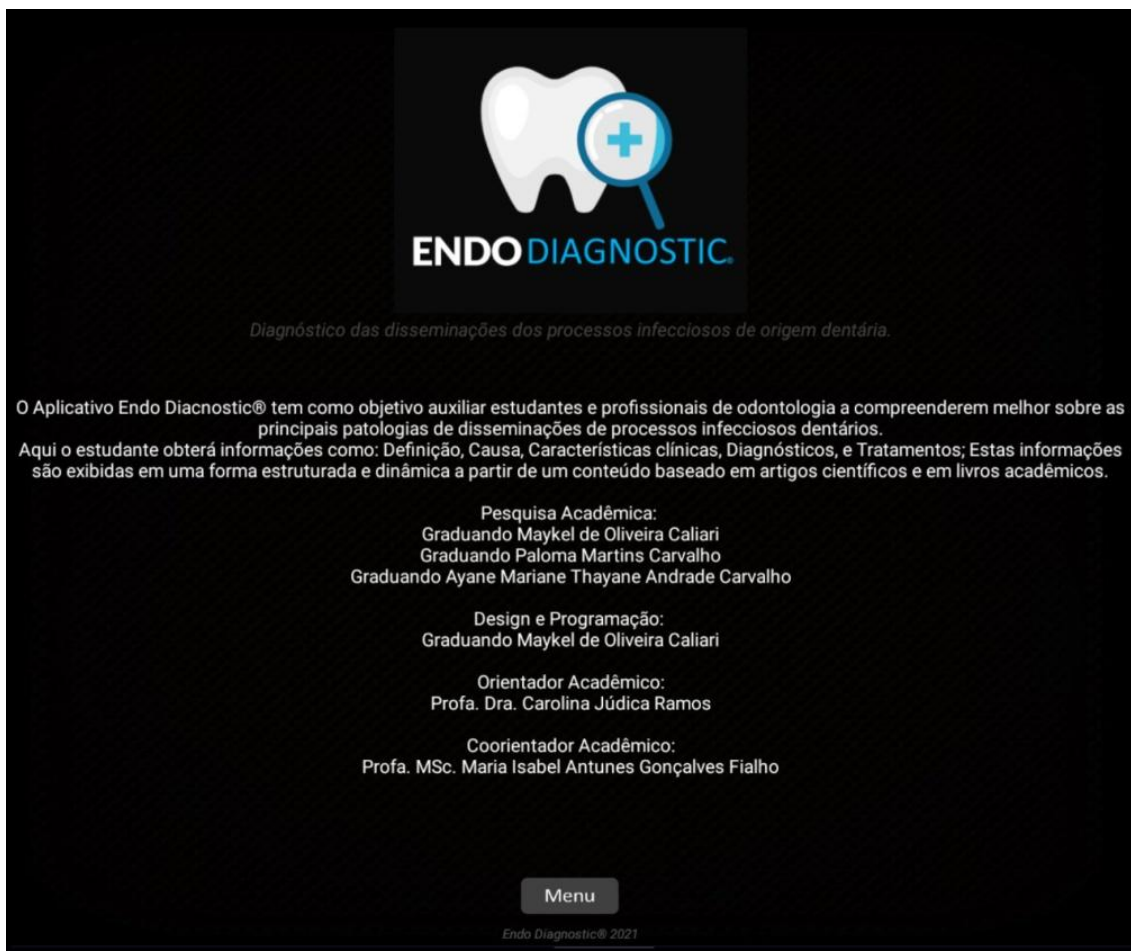 ENDO DIAGNOSTIC®
Diagnóstico das disseminações dos processos infecciosos de origem dentária.
O Aplicativo Endo Diacnostic® tem como objetivo auxiliar estudantes e profissionais de odontologia a compreenderem melhor sobre as
principais patologias de disseminações de processos infecciosos dentários.
Aqui o estudante obterá informações como: Definição, Causa, Características clínicas, Diagnósticos, e Tratamentos; Estas informações
são exibidas em uma forma estruturada e dinâmica a partir de um conteúdo baseado em artigos científicos e em livros acadêmicos.
Pesquisa Acadêmica:
Graduando Maykel de Oliveira Caliari
Graduando Paloma Martins Carvalho
Graduando Ayane Mariane Thayane Andrade Carvalho
Design e Programação:
Graduando Maykel de Oliveira Caliari
Orientador Acadêmico:
Profa. Dra. Carolina Júdica Ramos
Coorientador Acadêmico:
Profa. MSc. Maria Isabel Antunes Gonçalves Fialho
Menu
Endo Diagnostic® 2021